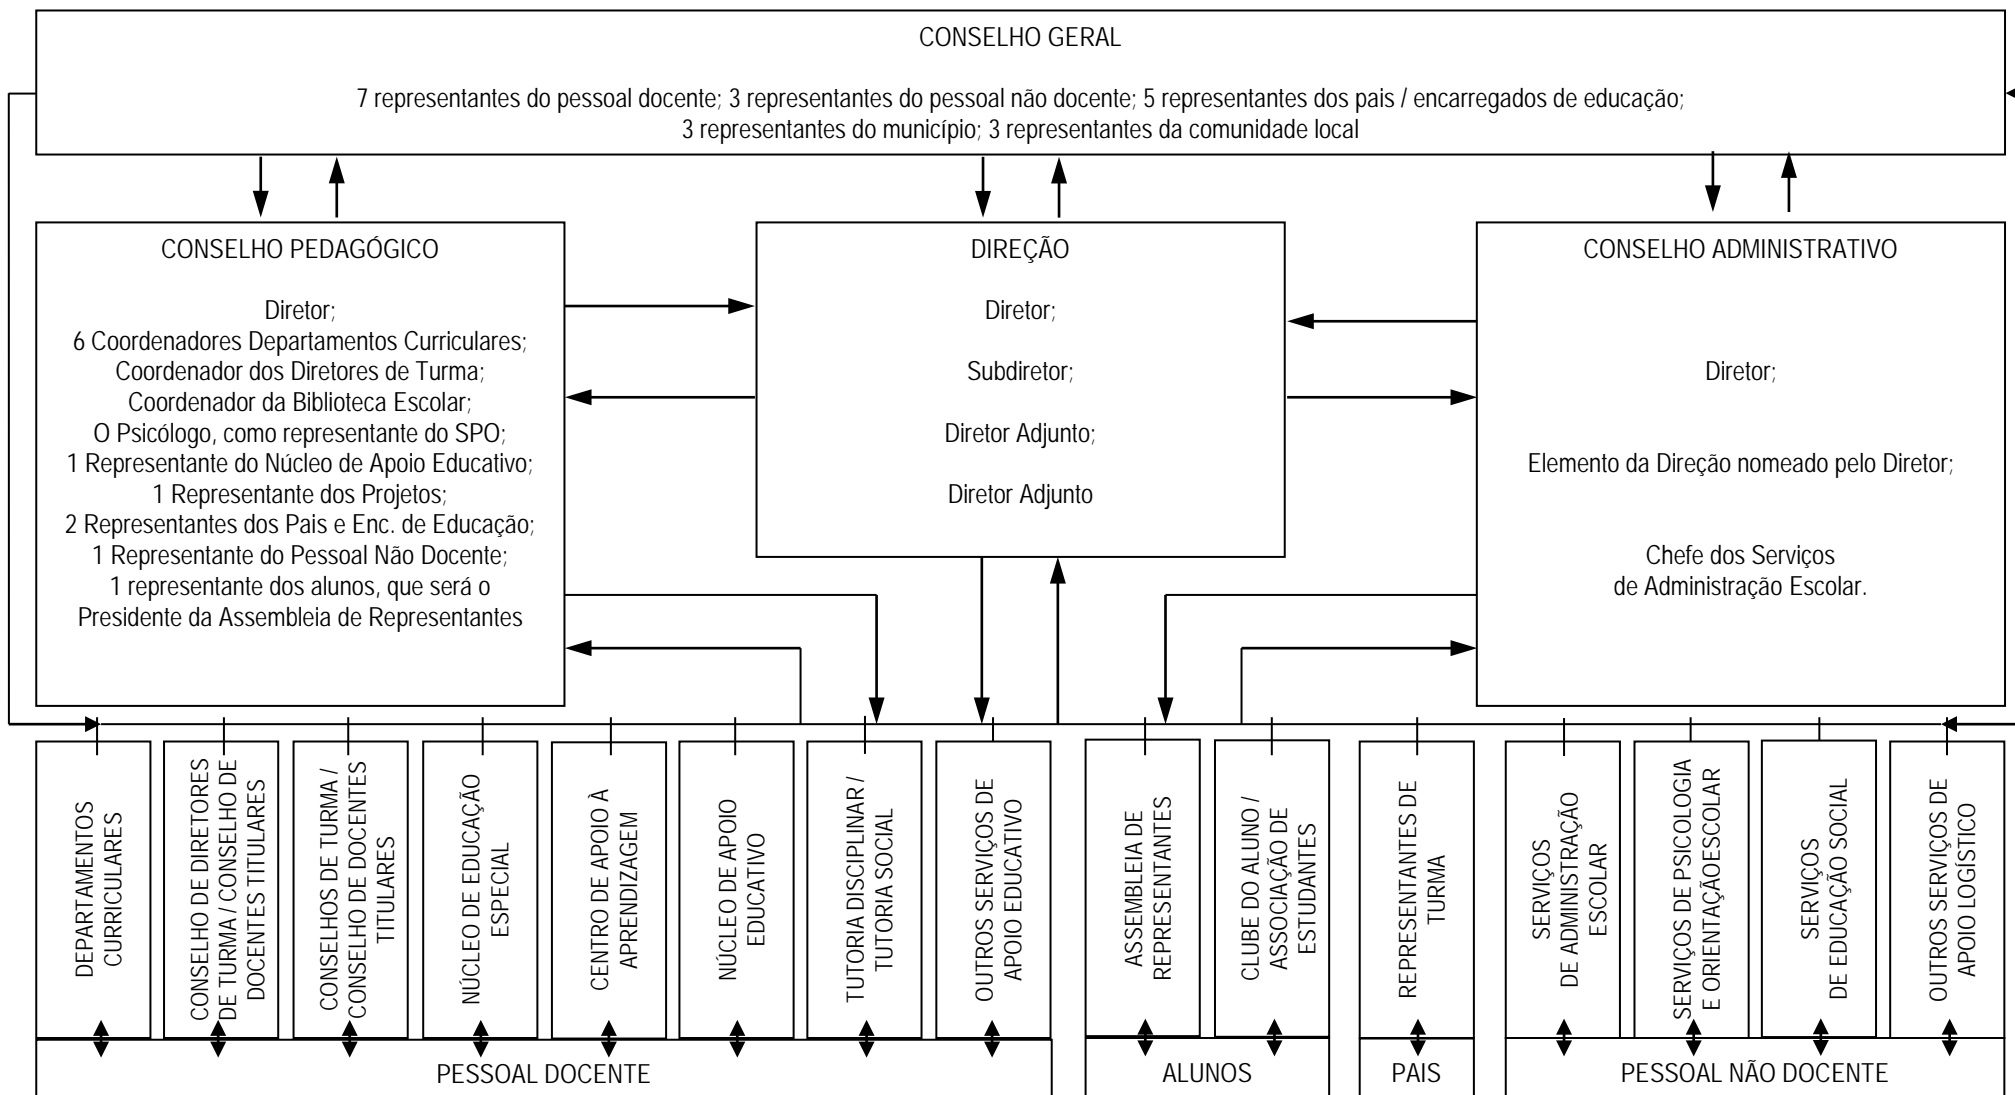 CONSELHO GERAL
7 representantes do pessoal docente; 3 representantes do pessoal não docente; 5 representantes dos pais / encarregados de educação;
3 representantes do município; 3 representantes da comunidade local
CONSELHO PEDAGÓGICO
Diretor;
6 Coordenadores Departamentos Curriculares;
Coordenador dos Diretores de Turma;
Coordenador da Biblioteca Escolar;
O Psicólogo, como representante do SPO;
1 Representante do Núcleo de Apoio Educativo;
1 Representante dos Projetos;
2 Representantes dos Pais e Enc. de Educação;
1 Representante do Pessoal Não Docente;
1 representante dos alunos, que será o
Presidente da Assembleia de Representantes
DIREÇÃO
Diretor;
Subdiretor;
Diretor Adjunto;
Diretor Adjunto
CONSELHO ADMINISTRATIVO
Diretor;
Elemento da Direção nomeado pelo Diretor;
Chefe dos Serviços
de Administração Escolar.
DEPARTAMENTOS
CURRICULARES
CONSELHO DE DIRETORES
DE TURMA / CONSELHO DE
DOCENTES TITULARES
CONSELHOS DE TURMA /
CONSELHO DE DOCENTES
TITULARES
NÚCLEO DE EDUCAÇÃO
ESPECIAL
CENTRO DE APOIO À
APRENDIZAGEM
NÚCLEO DE APOIO
EDUCATIVO
TUTORIA DISCIPLINAR /
TUTORIA SOCIAL
OUTROS SERVIÇOS DE
APOIO EDUCATIVO
ASSEMBLEIA DE
REPRESENTANTES
CLUBE DO ALUNO /
ASSOCIAÇÃO DE
ESTUDANTES
REPRESENTANTES DE
TURMA
SERVIÇOS
DE ADMINISTRAÇÃO
ESCOLAR
SERVIÇOS DE PSICOLOGIA
E ORIENTAÇÃOESCOLAR
SERVIÇOS
DE EDUCAÇÃO SOCIAL
OUTROS SERVIÇOS DE
APOIO LOGÍSTICO
PESSOAL DOCENTE
ALUNOS
PAIS
PESSOAL NÃO DOCENTE